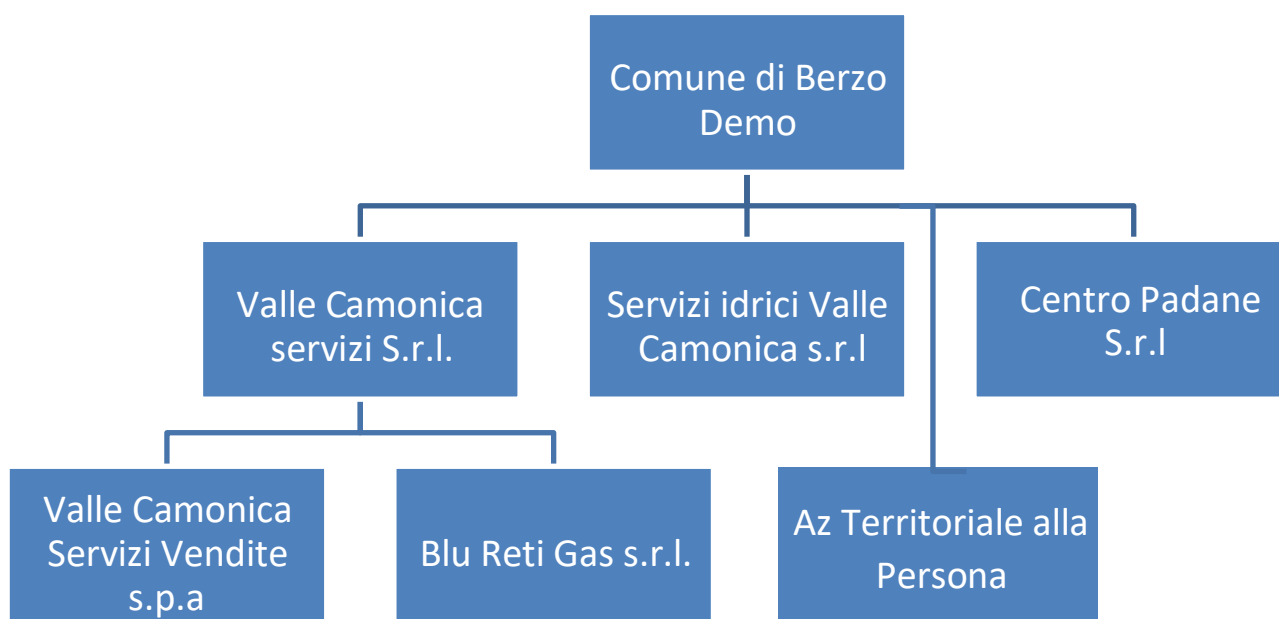 Comune di Berzo
Demo
Valle Camonica
servizi S.r.l.
Servizi idrici Valle
Camonica s.r.l
Centro Padane
S.r.l
Valle Camonica
Servizi Vendite
s.p.a
Blu Reti Gas s.r.l.
Az Territoriale alla
Persona